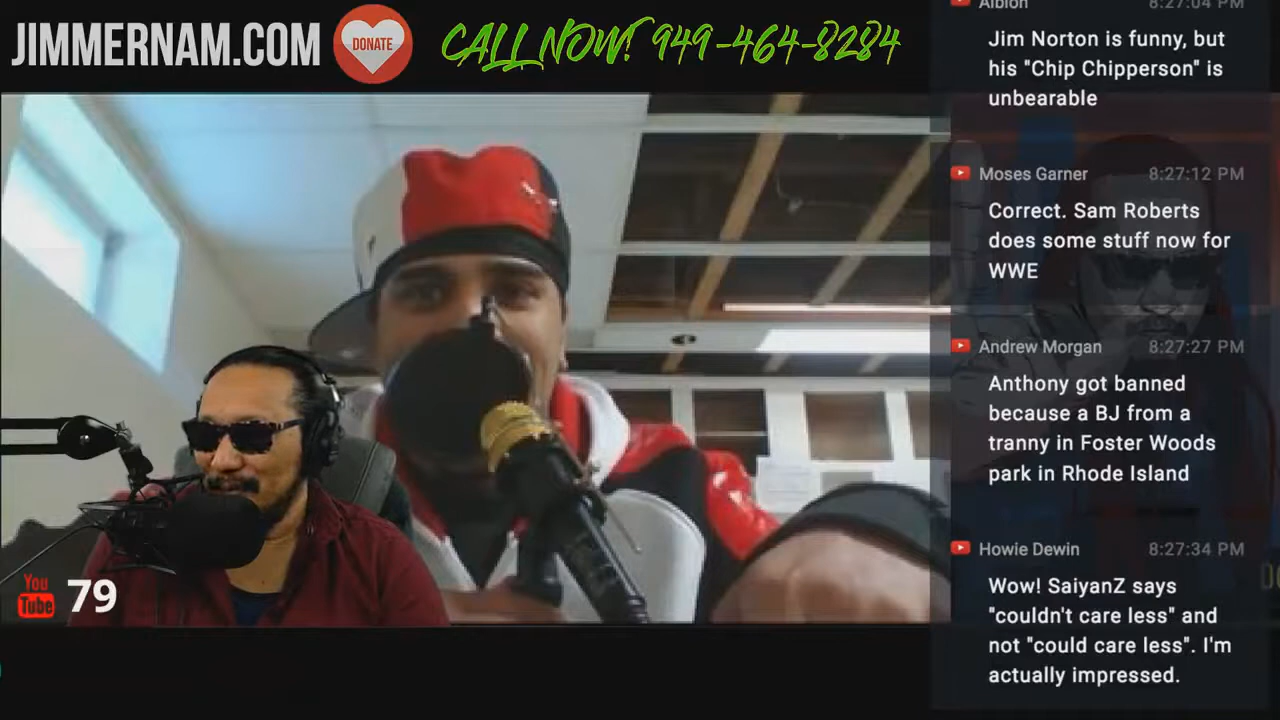 JIMMERNAM.COM
DONATE
CALL NOW! 949-464-8284
Albion 8:27:04 PM
Jim Norton is funny, but
his "Chip Chipperson" is
unbearable
Moses Garner 8:27:12 PM
Correct. Sam Roberts
does some stuff now for
WWE
Andrew Morgan 8:27:27 PM
Anthony got banned
because a BJ from a
tranny in Foster Woods
park in Rhode Island
Howie Dewin 8:27:34 PM
Wow! SaiyanZ says
"couldn't care less" and
not "could care less". I'm
actually impressed.
You
Tube 79